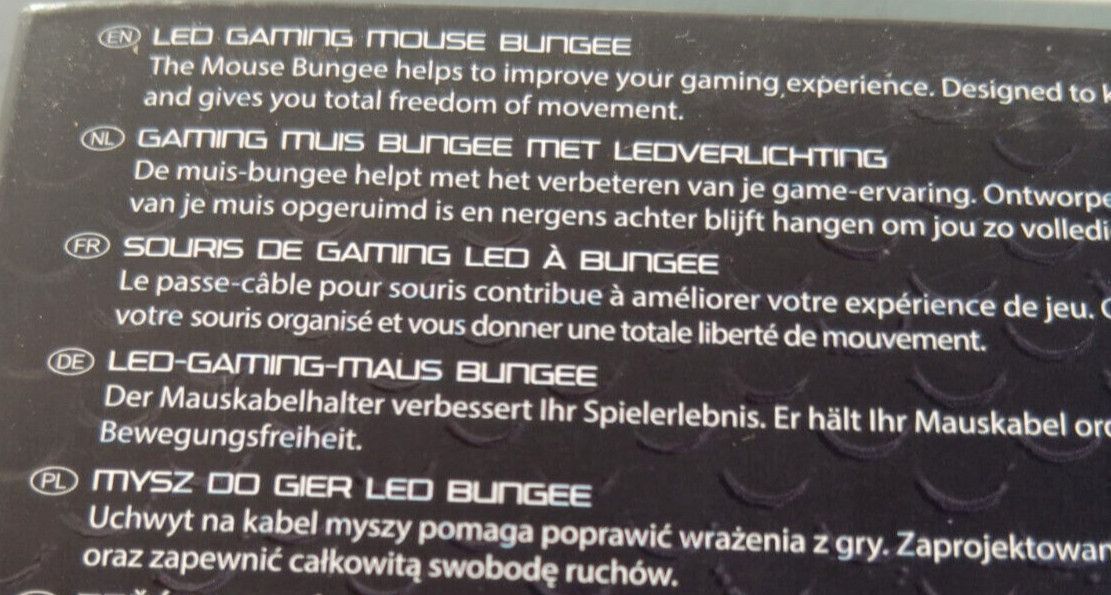 EN LED GAMING MOUSE BUNGEE
The Mouse Bungee helps to improve your gaming experience. Designed to
and gives you total freedom of movement.
NL GAMING MUIS BUNGEE MET LEDVERLICHTING
De muis-bungee helpt met het verbeteren van je game-ervaring.
van je muis opgeruimd is en nergens achter blijft hangen om jou zo
FR SOURIS DE GAMING LED À BUNGEE
Le passe-câble pour souris contribue à améliorer votre expérience de jeu.
votre souris organisé et vous donner une totale liberté de mouvement.
DE LED-GAMING-MAUS BUNGEE
Der Mauskabelhalter verbessert Ihr Spielerlebnis. Er hält Ihr Mauskabel
Bewegungsfreiheit.
PL MYSZ DO GIER LED BUNGEE
Uchwyt na kabel myszy pomaga poprawić wrażenia z gry.
oraz zapewnić całkowitą swobodę ruchów.